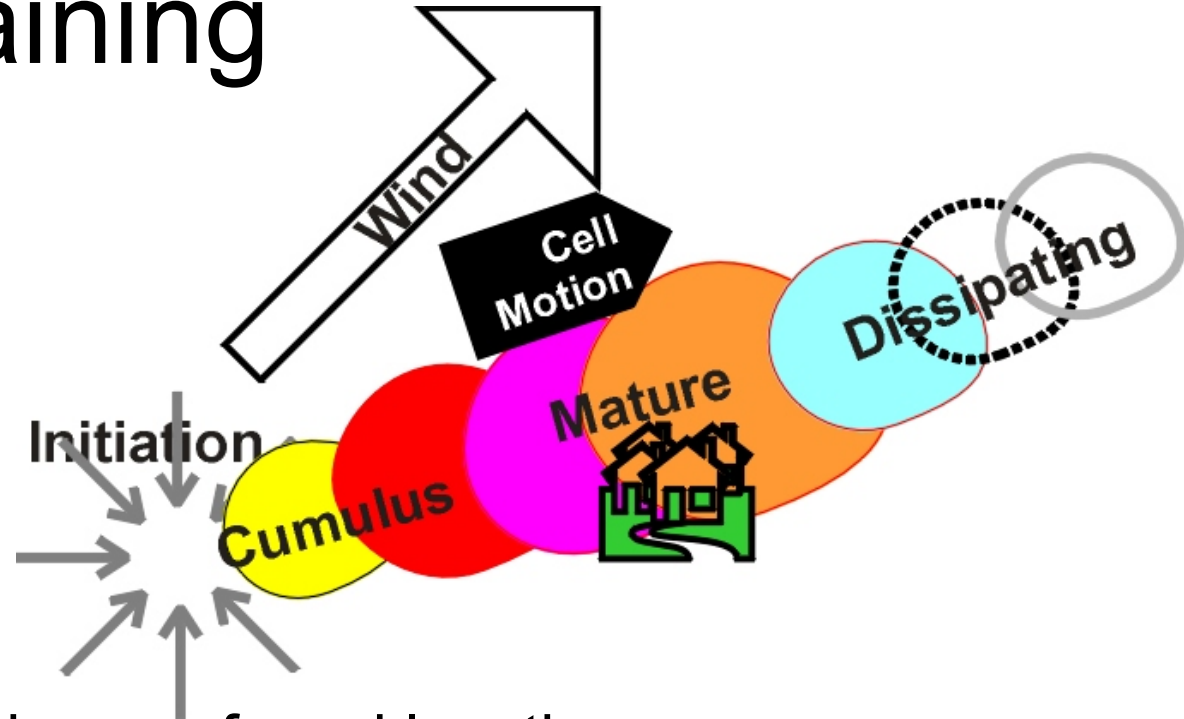 aining
Wind
Cell
Motion
Dissipating
Mature
Initiation
Cumulus